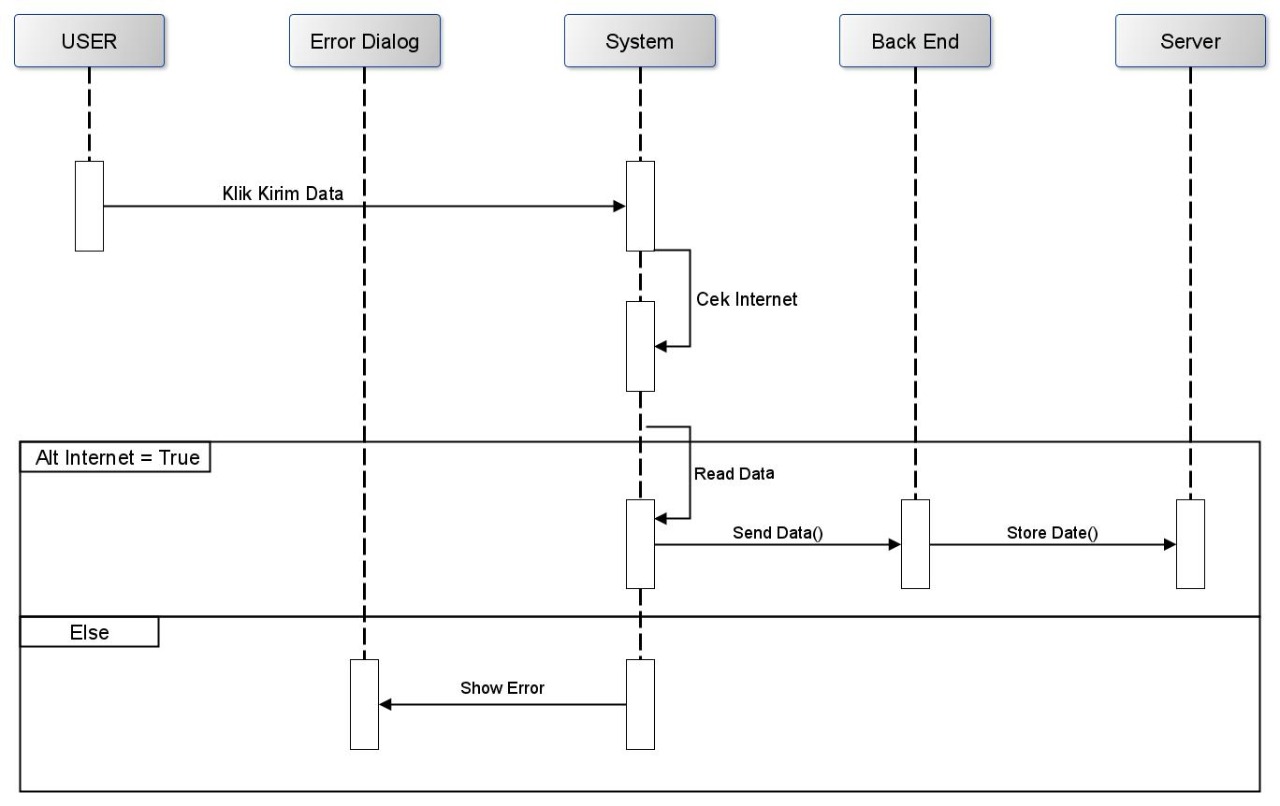 USER
Error Dialog
System
Back End
Server
Klik Kirim Data
Cek Internet
Alt Internet = True
Read Data
Send Data()
Store Date()
Else
Show Error